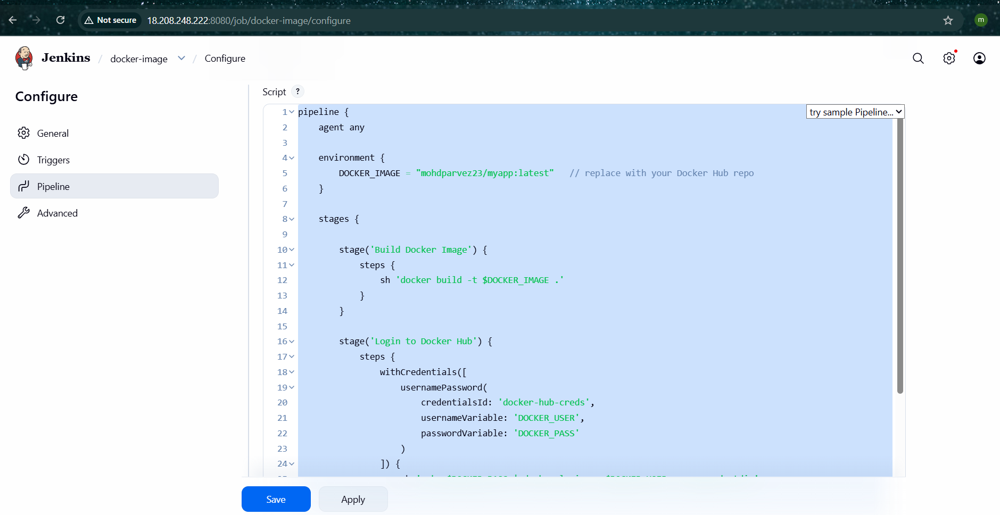 Not secure 18.208.248.222:8080/job/docker-image/configure
m
Jenkins / docker-image / Configure
Configure
General
Triggers
Pipeline
Advanced
Script ?
try sample Pipeline...
1 pipeline {
2     agent any
3
4     environment {
5         DOCKER_IMAGE = "mohdparvez23/myapp:latest"   // replace with your Docker Hub repo
6     }
7
8     stages {
9
10         stage('Build Docker Image') {
11             steps {
12                 sh 'docker build -t $DOCKER_IMAGE .'
13             }
14         }
15
16         stage('Login to Docker Hub') {
17             steps {
18                 withCredentials([
19                     usernamePassword(
20                         credentialsId: 'docker-hub-creds',
21                         usernameVariable: 'DOCKER_USER',
22                         passwordVariable: 'DOCKER_PASS'
23                     )
24                 ]) {
Save
Apply